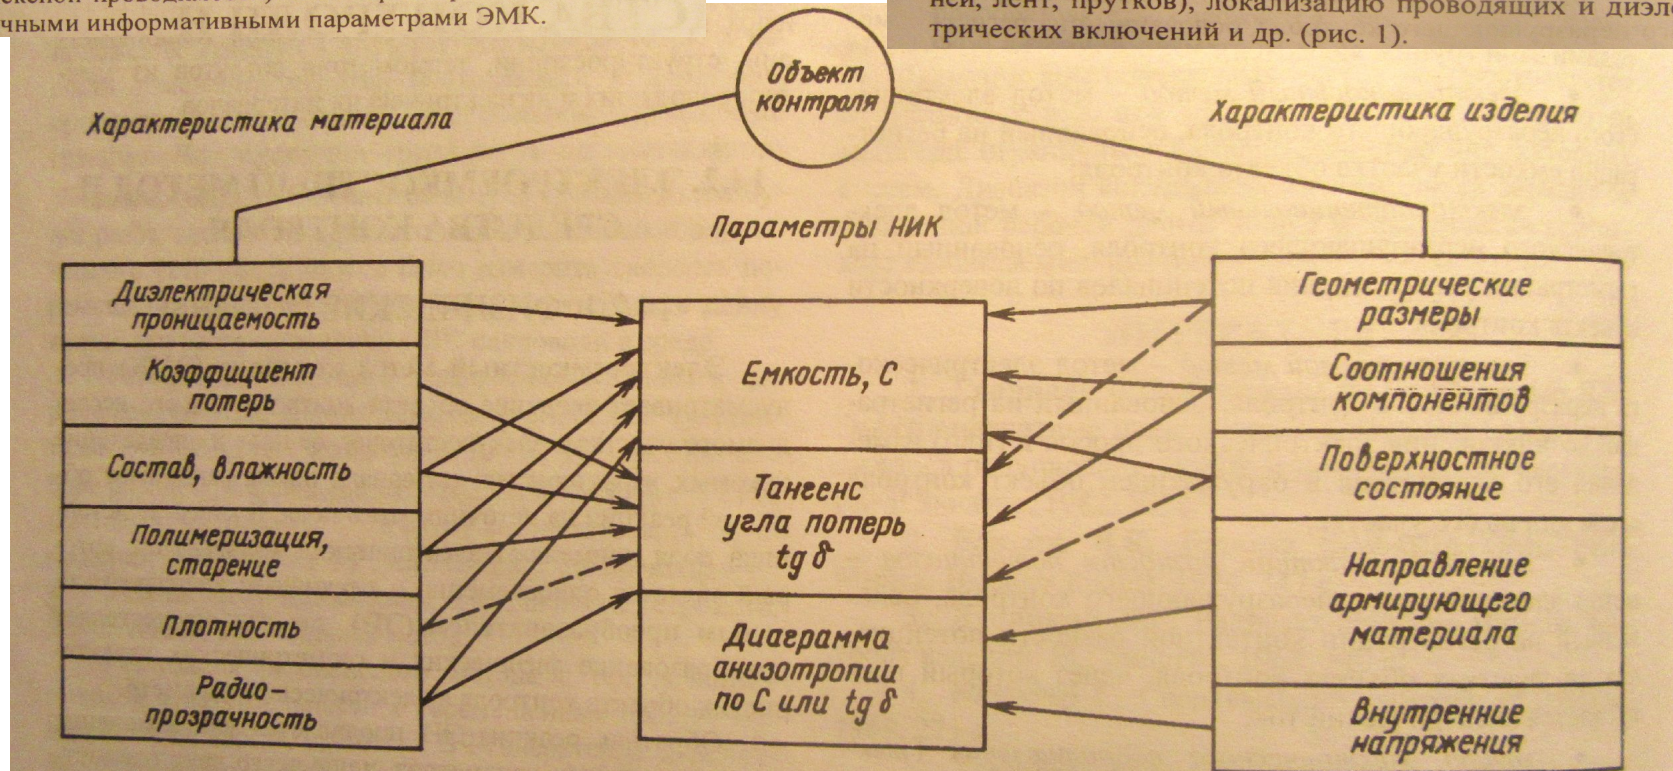 чными информативными параметрами ЭМК.
ней, лент, прутков), локализацию проводящих и диэле
трических включений и др. (рис. 1).
Объект
контроля
Характеристика материала
Характеристика изделия
Параметры НИК
Диэлектрическая
проницаемость
Коэффициент
потерь
Состав, влажность
Полимеризация,
старение
Плотность
Радио-
прозрачность
Емкость, С
Тангенс
угла потерь
tg δ
Диаграмма
анизотропии
по С или tg δ
Геометрические
размеры
Соотношения
компонентов
Поверхностное
состояние
Направление
армирующего
материала
Внутренние
напряжения